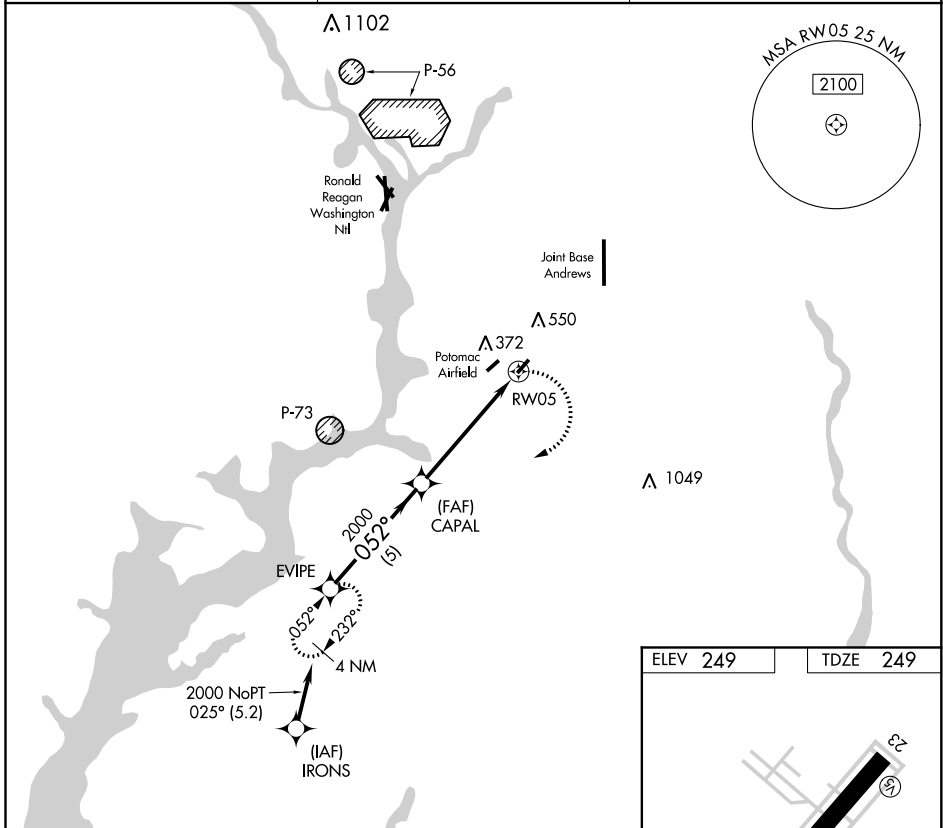 1102
P-56
MSA RW05 25 NM
2100
Ronald
Reagan
Washington
Ntl
Joint Base
Andrews
550
372
Potomac
Airfield
RW05
P-73
1049
(FAF)
CAPAL
2000
052°
(5)
EVIPE
052°
232°
4 NM
2000 NoPT
025° (5.2)
(IAF)
IRONS
ELEV 249
TDZE 249
23
V5